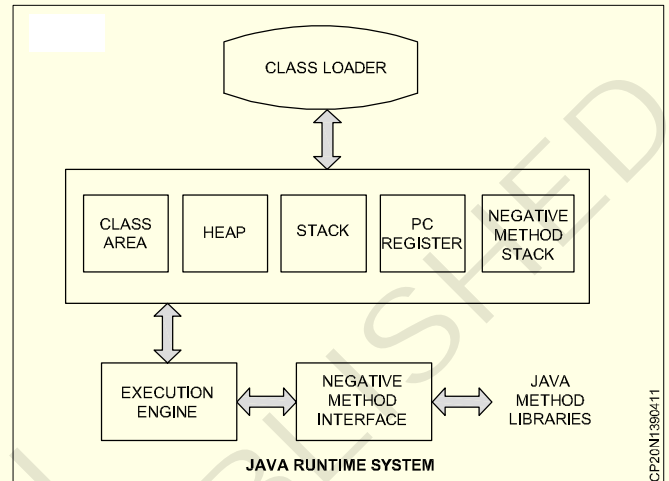 CLASS LOADER
CLASS
AREA
HEAP
STACK
PC
REGISTER
NEGATIVE
METHOD
STACK
EXECUTION
ENGINE
NEGATIVE
METHOD
INTERFACE
JAVA
METHOD
LIBRARIES
JAVA RUNTIME SYSTEM
CP20N1390411
LISHED